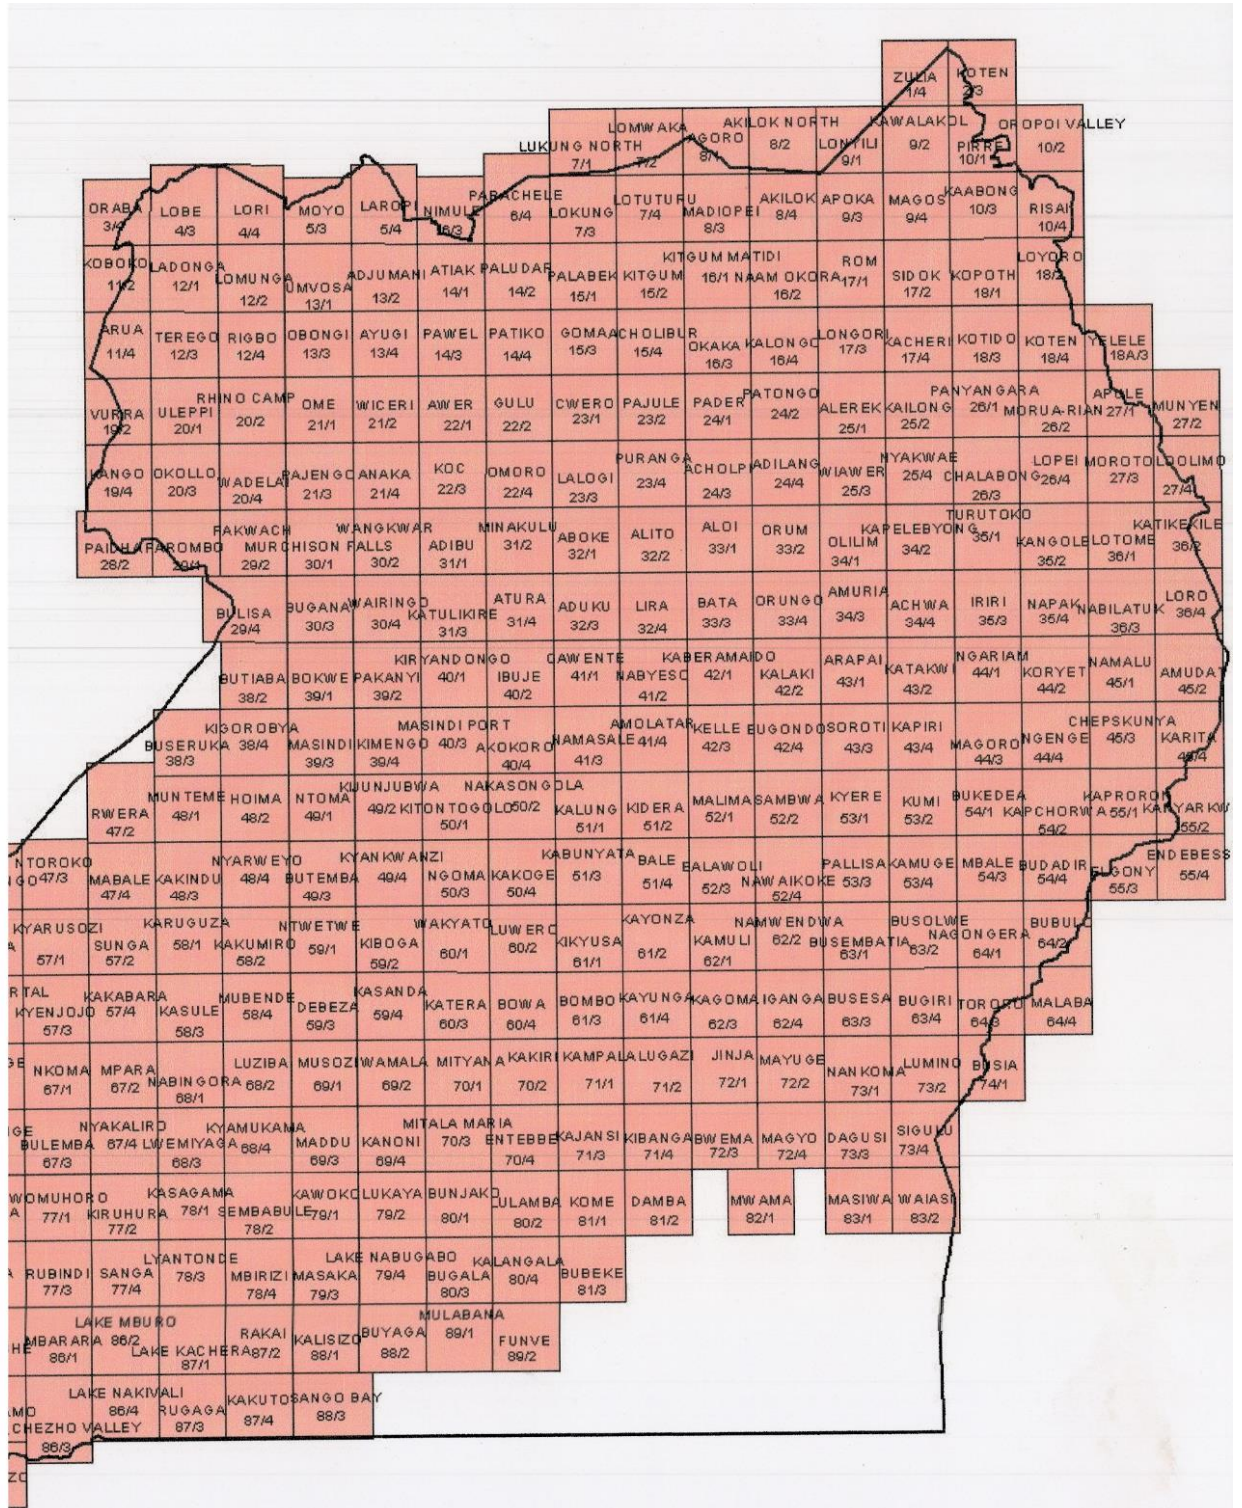 ZULIA KOTEN
1/4 2/3
LUKUNG NORTH LOMWAKA AGORO AKILOK NORTH LONYILI KAWALAKOL PIRRE OROPOI VALLEY
7/1 7/2 8/1 8/2 9/1 9/2 10/1 10/2
ORABA LOBE LORI MOYO LAROPI NIMULE PARACHELE LOKUNG LOTUTURU MADIOPEI AKILOK APOKA MAGOS KAABONG RISAI
3/4 4/3 4/4 5/3 5/4 6/3 6/4 7/3 7/4 8/3 8/4 9/3 9/4 10/3 10/4
KOBOKO LADONGA LOMUNGA UMVOSA ADJUMANI ATIAK PALUDAR PALABEK KITGUM KITGUM MATIDI NAAM OKORA ROM SIDOK KOPOTH LOYORO
11/2 12/1 12/2 13/1 13/2 14/1 14/2 15/1 15/2 16/1 16/2 17/1 17/2 18/1 18/2
ARUA TEREGO RIGBO OBONGI AYUGI PAWEL PATIKO GOMA ACHOLIBUR OKAKA KALONGO LONGORI KACHERI KOTIDO KOTEN YELELE
11/4 12/3 12/4 13/3 13/4 14/3 14/4 15/3 15/4 16/3 16/4 17/3 17/4 18/3 18/4 18A/3
VURRA ULEPPI RHINO CAMP OME WICERI AWER GULU CWERO PAJULE PADER PATONGO ALEREK KAILONG PANYANGARA MORUA-RIAN APULE MUNYEN
19/2 20/1 20/2 21/1 21/2 22/1 22/2 23/1 23/2 24/1 24/2 25/1 25/2 26/1 26/2 27/1 27/2
OKOLLO WADELAI PAJENGO ANAKA KOC OMORO LALOGI PURANGA ACHOLPI ADILANG WIAWER NYAKWAE CHALABONG LOPEI MOROTO LOOLIMO
19/4 20/3 20/4 21/3 21/4 22/3 22/4 23/3 23/4 24/3 24/4 25/3 25/4 26/3 26/4 27/3 27/4
PAIDHA PAROMBO PAKWACH MURCHISON FALLS WANGKWAR ADIBU MINAKULU ABOKE ALITO ALOI ORUM OLILIM KAPELEBYONG TURUTOKO KANGOLE LOTOME KATIKEKILE
28/2 29/1 29/2 30/1 30/2 31/1 31/2 32/1 32/2 33/1 33/2 34/1 34/2 35/1 35/2 36/1 36/2
BULISA BUGANA WAIRINGO KATULIKIRE ATURA ADUKU LIRA BATA ORUNGO AMURIA ACHWA IRIRI NAPAK NABILATUK LORO
29/4 30/3 30/4 31/3 31/4 32/3 32/4 33/3 33/4 34/3 34/4 35/3 35/4 36/3 36/4
BUTIABA BOKWE PAKANYI KIRYANDONGO IBUJE CAWENTE NABYESO KABERAMAIDO KALAKI ARAPAI KATAKWI NGARIAM KORYET NAMALU AMUDA
38/2 39/1 39/2 40/1 40/2 41/1 41/2 42/1 42/2 43/1 43/2 44/1 44/2 45/1 45/2
BUSERUKA KIGOROBYA MASINDI KIMENGO MASINDI PORT AKOKORO NAMASALE AMOLATAR KELLE BUGONDO SOROTI KAPIRI MAGORO NGENGE CHEPSKUNYA KARITA
38/3 38/4 39/3 39/4 40/3 40/4 41/3 41/4 42/3 42/4 43/3 43/4 44/3 44/4 45/3 45/4
RWERA MUNTEME HOIMA NTOMA KIJUNJUBWA KITONTOGOLO NAKASONGOLA KALUNG KIDERA MALIMA SAMBWA KYERE KUMI BUKEDEA KAPCHORWA KAPRORON
47/2 48/1 48/2 49/1 49/2 50/1 50/2 51/1 51/2 52/1 52/2 53/1 53/2 54/1 54/2 55/1 55/2
NTOROKO MABALE KAKINDU NYARWEYO BUTEMBA KYANKWANZI NGOMA KAKOGE KABUNYATA BALE BALAWOLI NAWAIKOKE PALLISA KAMUGE MBALE BUDADIR ELGONY ENDEBESS
47/3 47/4 48/3 48/4 49/3 49/4 50/3 50/4 51/3 51/4 52/3 52/4 53/3 53/4 54/3 54/4 55/3 55/4
KYARUSOZI SUNGA KARUGUZA KAKUMIRO NTWETWE KIBOGA WAKYATO LUWERO KIKYUSA KAYONZA KAMULI NAMWENDWA BUSEMBATIA BUSOLWE NAGONGERA BUBULO
57/1 57/2 58/1 58/2 59/1 59/2 60/1 60/2 61/1 61/2 62/1 62/2 63/1 63/2 64/1 64/2
RTAL KYENJOJO KAKABARA KASULE MUBENDE DEBEZA KASANDA KATERA BOWA BOMBO KAYUNGA KAGOMA IGANGA BUSESA BUGIRI TORORO MALABA
57/3 57/4 58/3 58/4 59/3 59/4 60/3 60/4 61/3 61/4 62/3 62/4 63/3 63/4 64/3 64/4
GE NKOMA MPARA NABINGORA LUZIBA MUSOZI WAMALA MITYANA KAKIRI KAMPALA LUGAZI JINJA MAYUGE NANKOMA LUMINO BUSIA
67/1 67/2 68/1 68/2 69/1 69/2 70/1 70/2 71/1 71/2 72/1 72/2 73/1 73/2 74/1
GE BULEMBA NYAKALIRO LWEMIYAGA KYAMUKAMA MADDU KANONI MITALA MARIA ENTEBBE KAJANSI KIBANGA BWEMA MAGYO DAGUSI SIGULU
67/3 67/4 68/3 68/4 69/3 69/4 70/3 70/4 71/3 71/4 72/3 72/4 73/3 73/4
WOMUHORO KIRUHURA KASAGAMA SEMBABULE KAWOKO LUKAYA BUNJAKO LULAMBA KOME DAMBA MWAMA MASIWA WAIASI
77/1 77/2 78/1 78/2 79/1 79/2 80/1 80/2 81/1 81/2 82/1 83/1 83/2
RUBINDI SANGA LYANTONDE MBIRIZI MASAKA LAKE NABUGABO BUGALA KALANGALA BUBEKE
77/3 77/4 78/3 78/4 79/3 79/4 80/3 80/4 81/3
HE MBARARA LAKE MBURO LAKE KACHERA RAKAI KALISIZO BUYAGA MULABANA FUNVE
86/1 86/2 87/1 87/2 88/1 88/2 89/1 89/2
AMO CHEZHO VALLEY LAKE NAKIVALI RUGAGA KAKUTO SANGO BAY
86/3 86/4 87/3 87/4 88/3
ZO